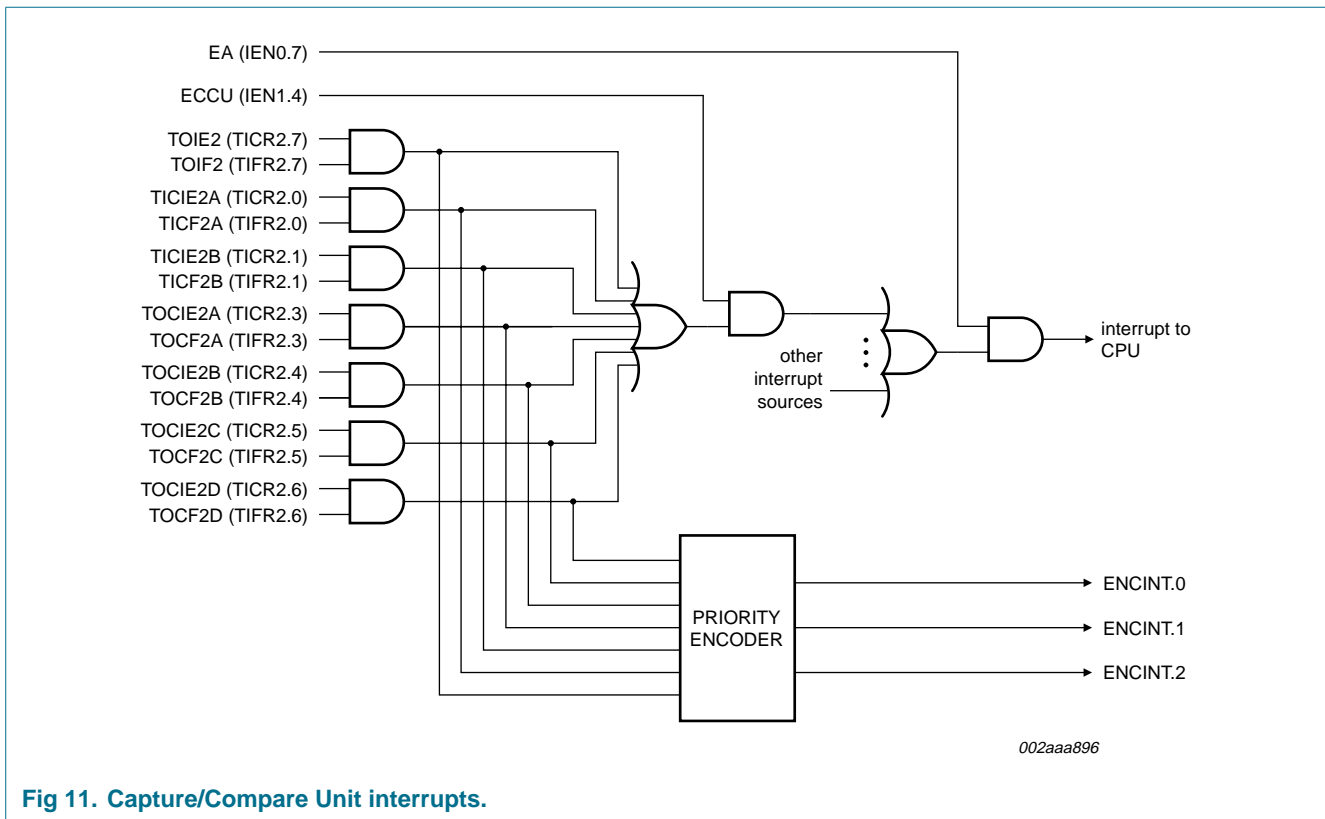 EA (IEN0.7)
ECCU (IEN1.4)
TOIE2 (TICR2.7)
TOIF2 (TIFR2.7)
TICIE2A (TICR2.0)
TICF2A (TIFR2.0)
TICIE2B (TICR2.1)
TICF2B (TIFR2.1)
TOCIE2A (TICR2.3)
TOCF2A (TIFR2.3)
TOCIE2B (TICR2.4)
TOCF2B (TIFR2.4)
TOCIE2C (TICR2.5)
TOCF2C (TIFR2.5)
TOCIE2D (TICR2.6)
TOCF2D (TIFR2.6)
other
interrupt
sources
interrupt to
CPU
PRIORITY
ENCODER
ENCINT.0
ENCINT.1
ENCINT.2
002aaa896
Fig 11. Capture/Compare Unit interrupts.